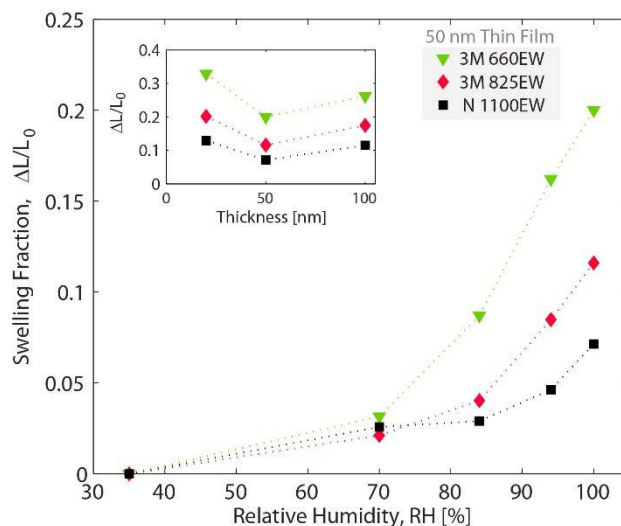 50 nm Thin Film
3M 660EW
3M 825EW
N 1100EW
0.4
0.3
0.2
0.1
0
ΔL/L0
0
50
100
Thickness [nm]
0.25
0.2
0.15
0.1
0.05
0
Swelling Fraction, ΔL/L0
30
40
50
60
70
80
90
100
Relative Humidity, RH [%]